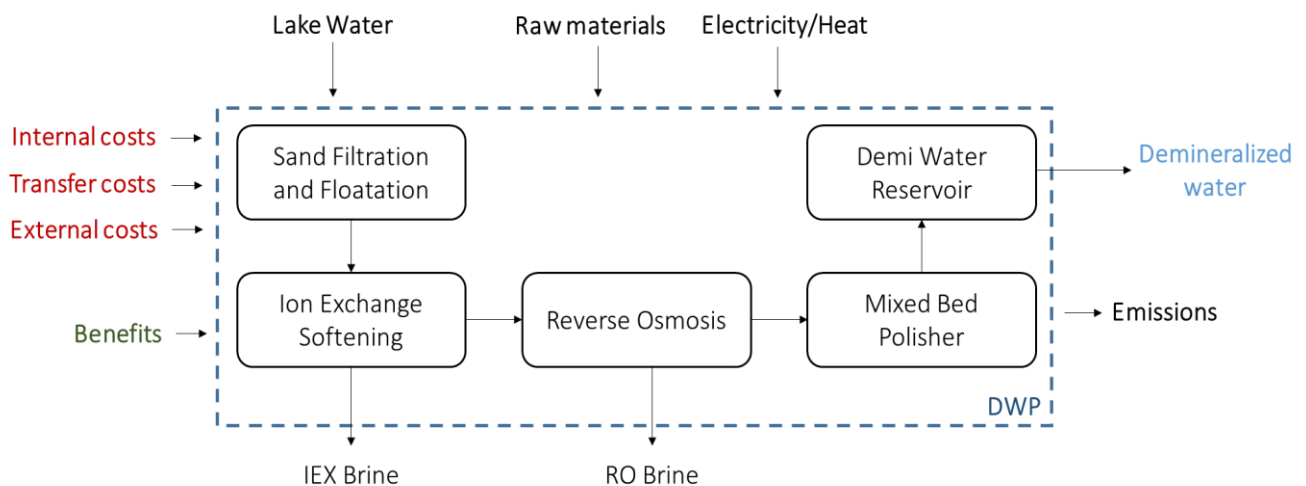 Lake Water
Raw materials
Electricity/Heat
Internal costs
Transfer costs
External costs
Benefits
Sand Filtration
and Floatation
Demi Water
Reservoir
Demineralized
water
Ion Exchange
Softening
Reverse Osmosis
Mixed Bed
Polisher
Emissions
DWP
IEX Brine
RO Brine